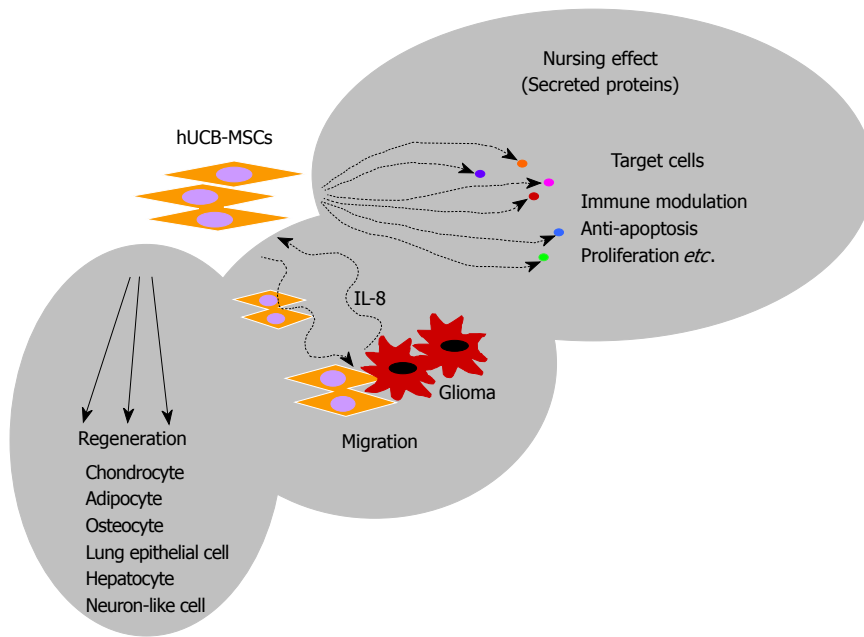 Nursing effect
(Secreted proteins)
hUCB-MSCs
Target cells
Immune modulation
Anti-apoptosis
Proliferation etc.
IL-8
Glioma
Migration
Regeneration
Chondrocyte
Adipocyte
Osteocyte
Lung epithelial cell
Hepatocyte
Neuron-like cell